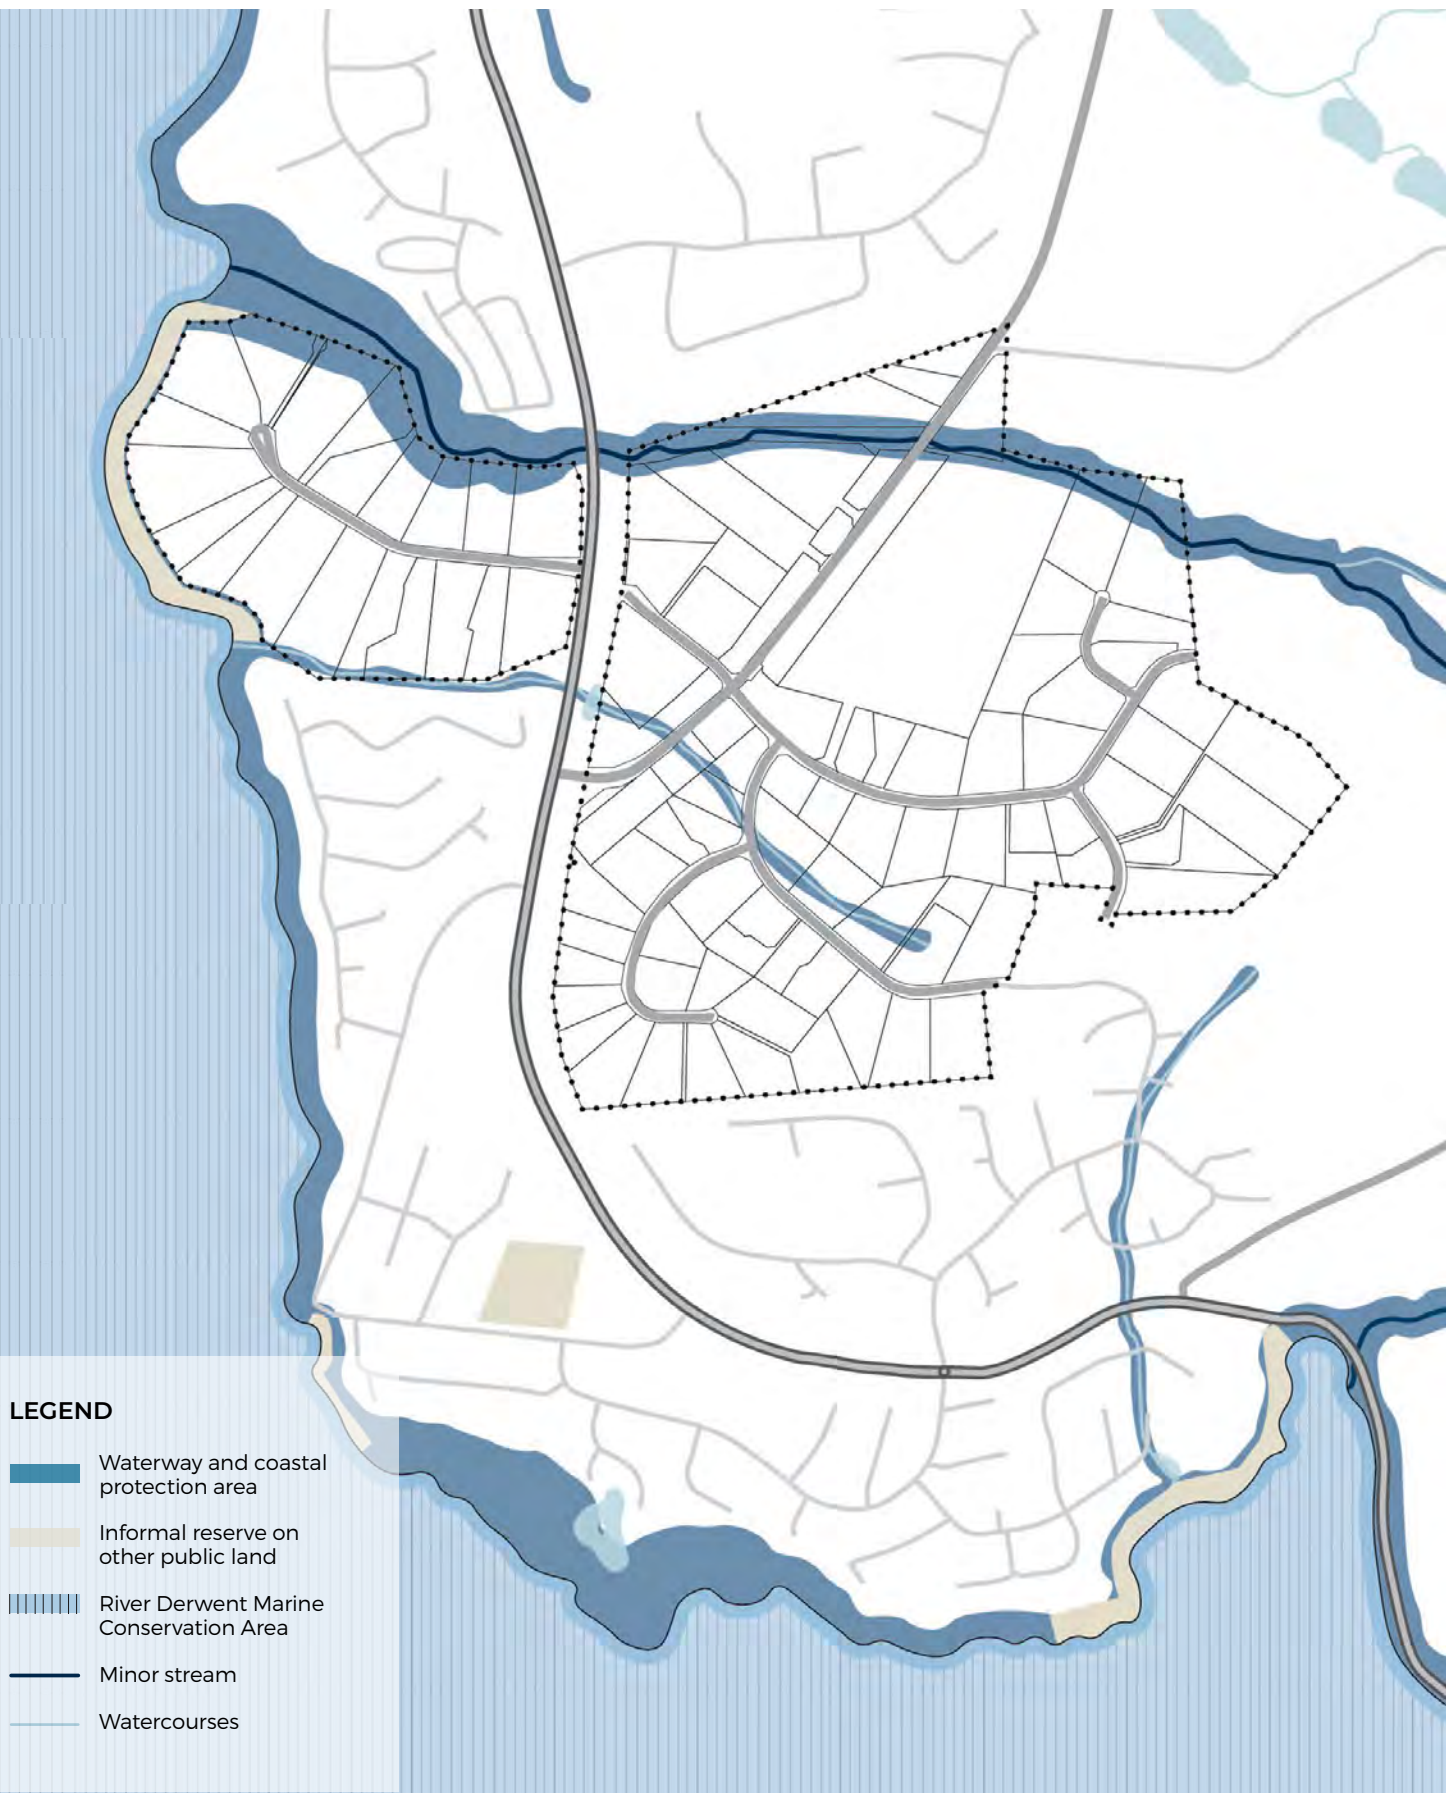 LEGEND
Waterway and coastal
protection area
Informal reserve on
other public land
River Derwent Marine
Conservation Area
Minor stream
Watercourses